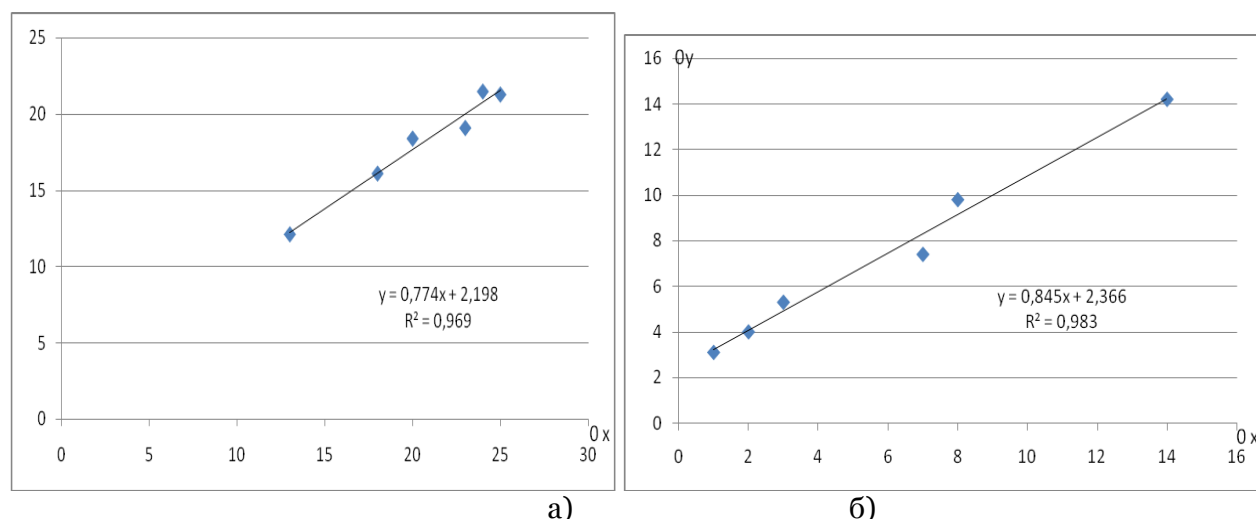 25
20
15
10
5
0
0 5 10 15 20 25 30
0 x
y = 0,774x + 2,198
R² = 0,969
а)
16
14
12
10
8
6
4
2
0
0y
0 2 4 6 8 10 12 14 16
0 x
y = 0,845x + 2,366
R² = 0,983
б)